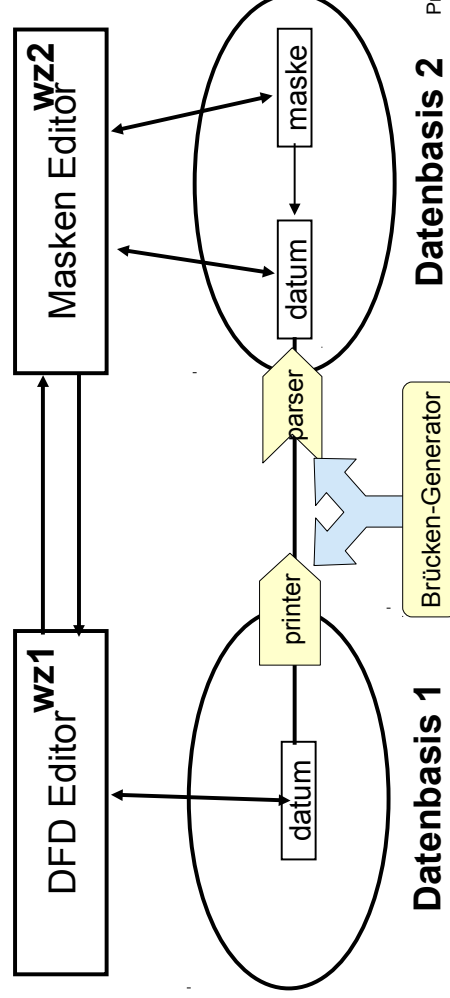 DFD Editor
wz1
Masken Editor
wz2
datum
printer
parser
datum
maske
Brücken-Generator
Datenbasis 1
Datenbasis 2